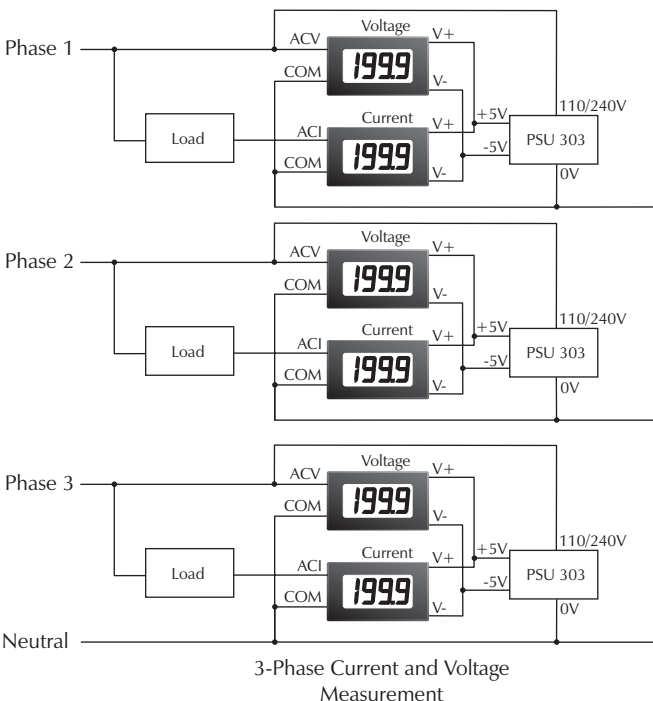 Voltage
Phase 1
ACV
V+
199.9
COM
V-
110/240V
+5V
Current
Load
ACI
V+
PSU 303
199.9
-5V
COM
V-
0V
Voltage
Phase 2
ACV
V+
199.9
COM
V-
110/240V
+5V
Current
Load
ACI
V+
PSU 303
199.9
-5V
COM
V-
0V
Voltage
Phase 3
ACV
V+
199.9
COM
V-
110/240V
+5V
Current
Load
ACI
V+
PSU 303
199.9
-5V
COM
V-
0V
Neutral
3-Phase Current and Voltage
Measurement